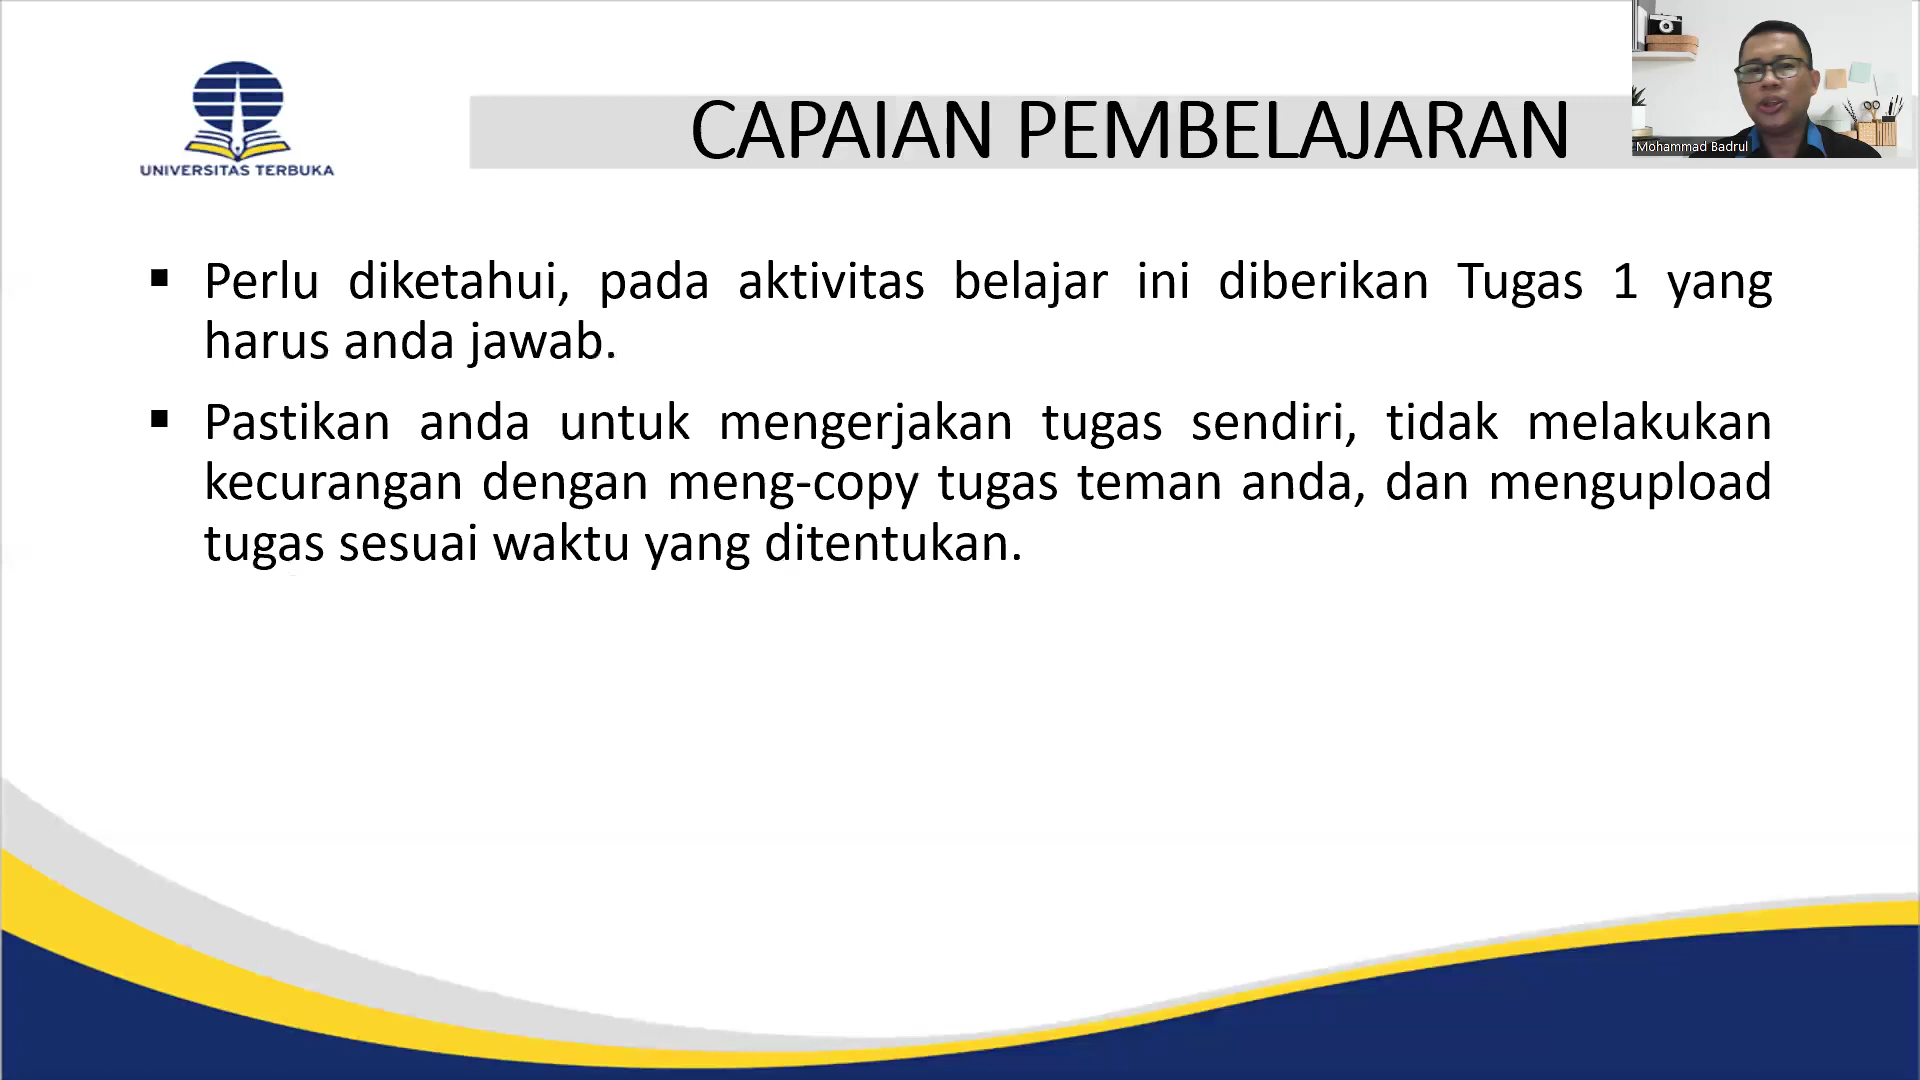 UNIVERSITAS TERBUKA
CAPAIAN PEMBELAJARAN
Mohammad Badrul
▪ Perlu diketahui, pada aktivitas belajar ini diberikan Tugas 1 yang
harus anda jawab.
▪ Pastikan anda untuk mengerjakan tugas sendiri, tidak melakukan
kecurangan dengan meng-copy tugas teman anda, dan mengupload
tugas sesuai waktu yang ditentukan.